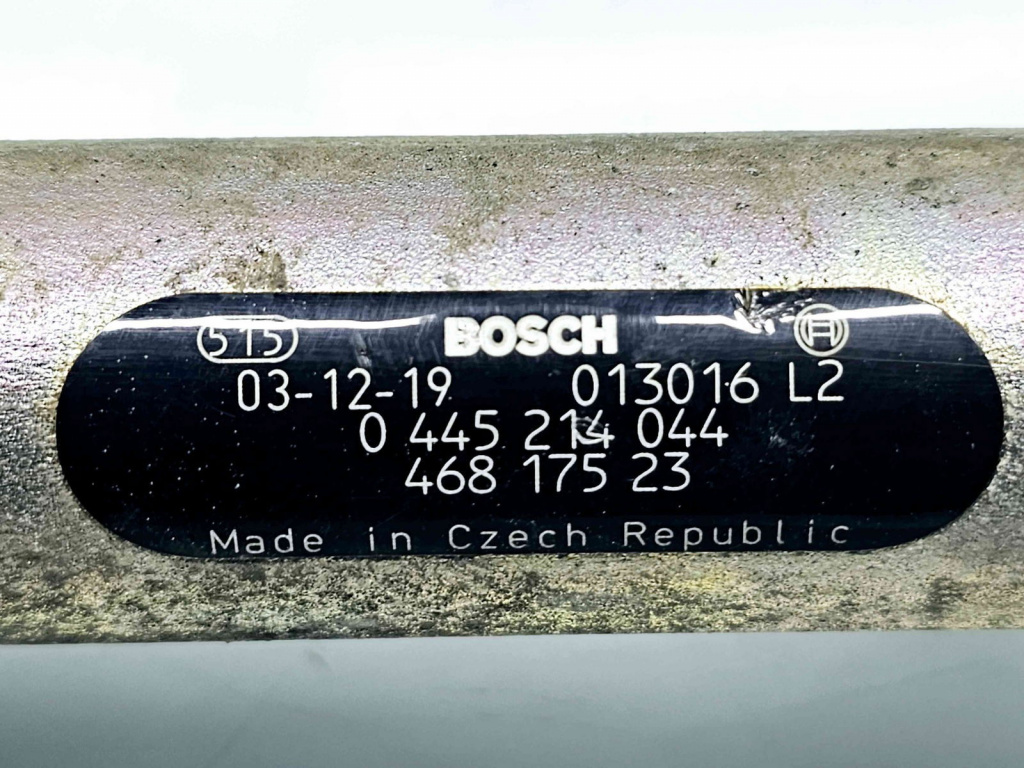 515 BOSCH
03-12-19 013016 L2
0 445 214 044
468 175 23
Made in Czech Republic